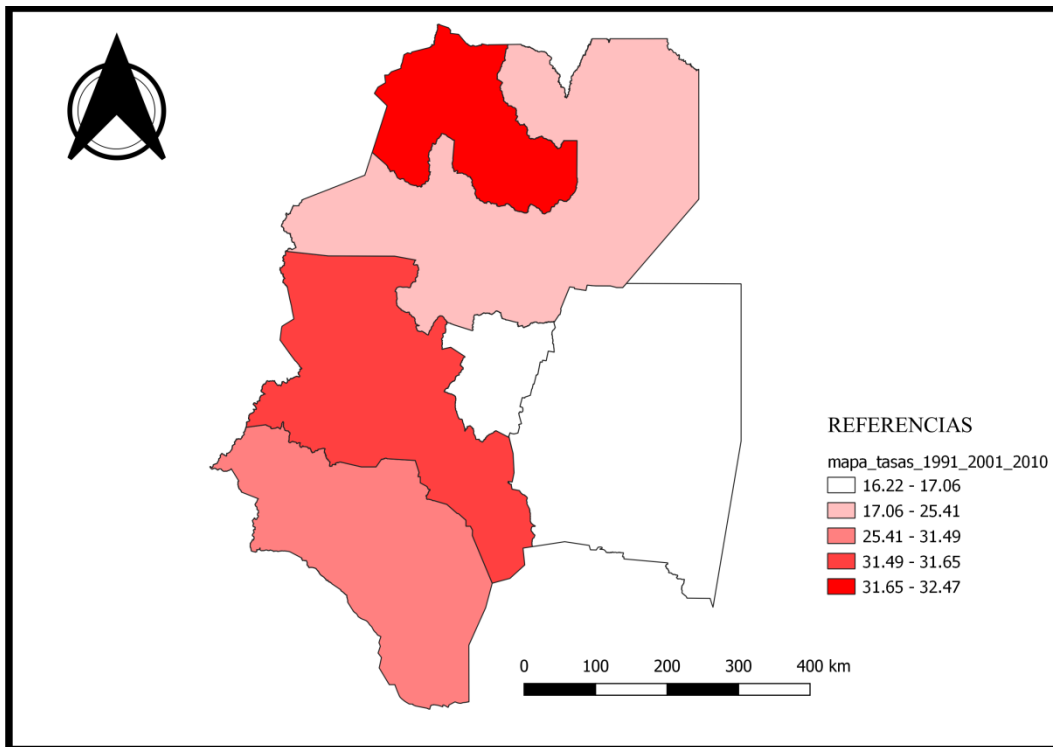 REFERENCIAS
mapa_tasas_1991_2001_2010
16.22 - 17.06
17.06 - 25.41
25.41 - 31.49
31.49 - 31.65
31.65 - 32.47
0 100 200 300 400 km